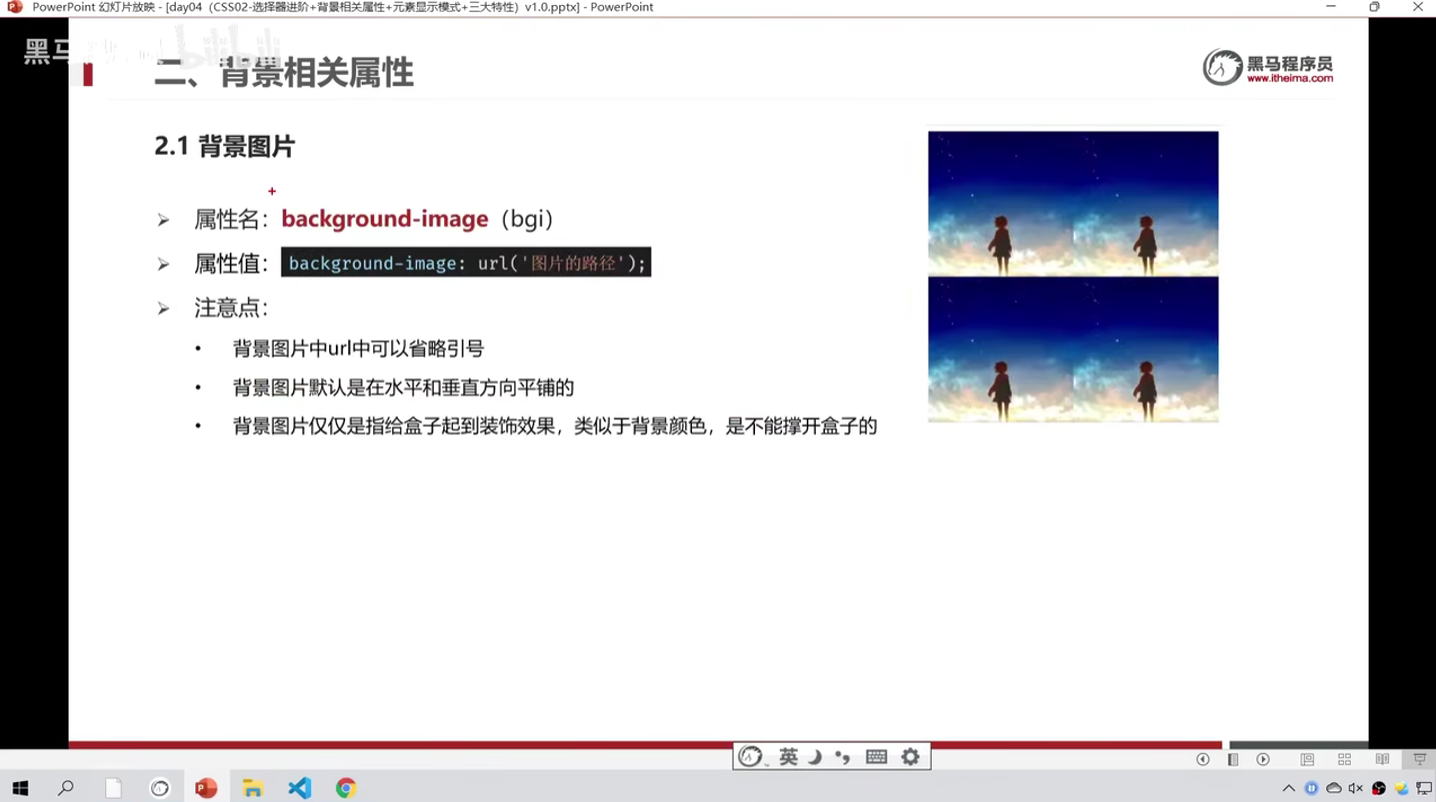 PowerPoint 幻灯片放映 - [day04（CSS02-选择器进阶+背景相关属性+元素显示模式+三大特性）v1.0.pptx] - PowerPoint
黑马
bilibili
二、背景相关属性
黑马程序员
www.itheima.com
2.1 背景图片
属性名：background-image（bgi）
属性值：background-image: url('图片的路径');
注意点：
• 背景图片中url中可以省略引号
• 背景图片默认是在水平和垂直方向平铺的
• 背景图片仅仅是指给盒子起到装饰效果，类似于背景颜色，是不能撑开盒子的
英